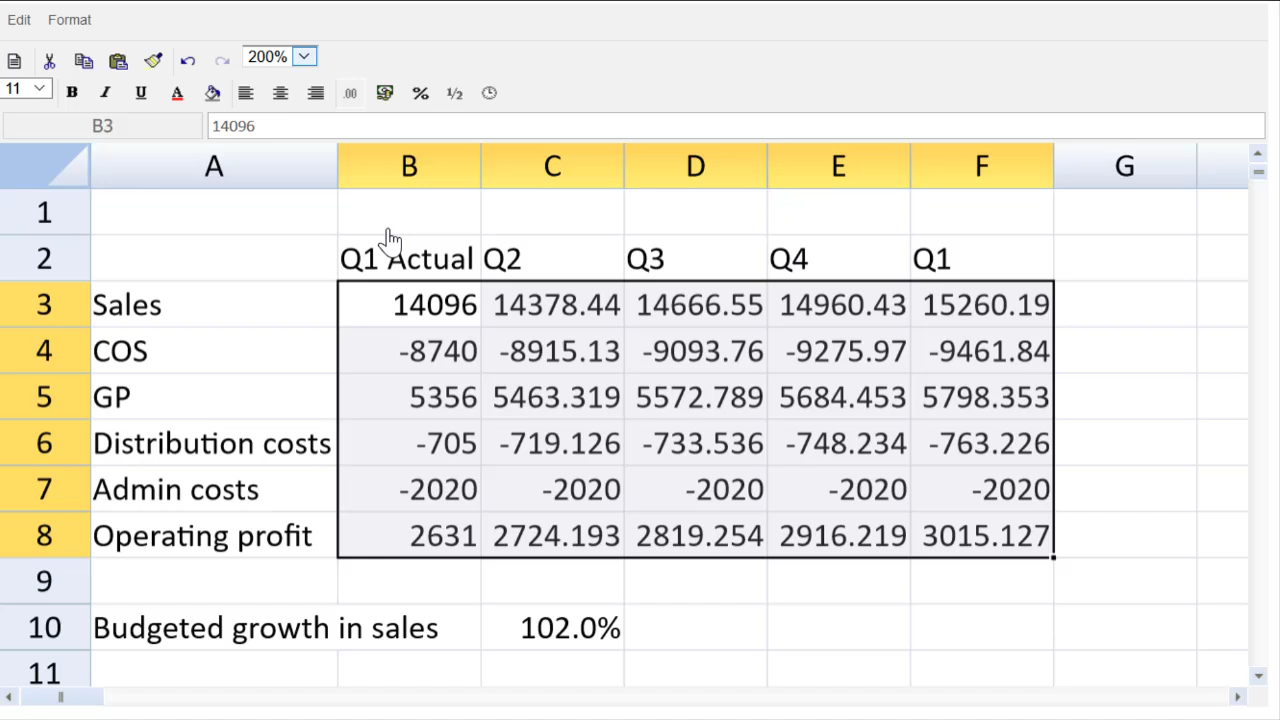 Edit Format
200%
11 B I U A .00 % ½
B3 14096
A B C D E F G
1
2 Q1 Actual Q2 Q3 Q4 Q1
3 Sales 14096 14378.44 14666.55 14960.43 15260.19
4 COS -8740 -8915.13 -9093.76 -9275.97 -9461.84
5 GP 5356 5463.319 5572.789 5684.453 5798.353
6 Distribution costs -705 -719.126 -733.536 -748.234 -763.226
7 Admin costs -2020 -2020 -2020 -2020 -2020
8 Operating profit 2631 2724.193 2819.254 2916.219 3015.127
9
10 Budgeted growth in sales 102.0%
11